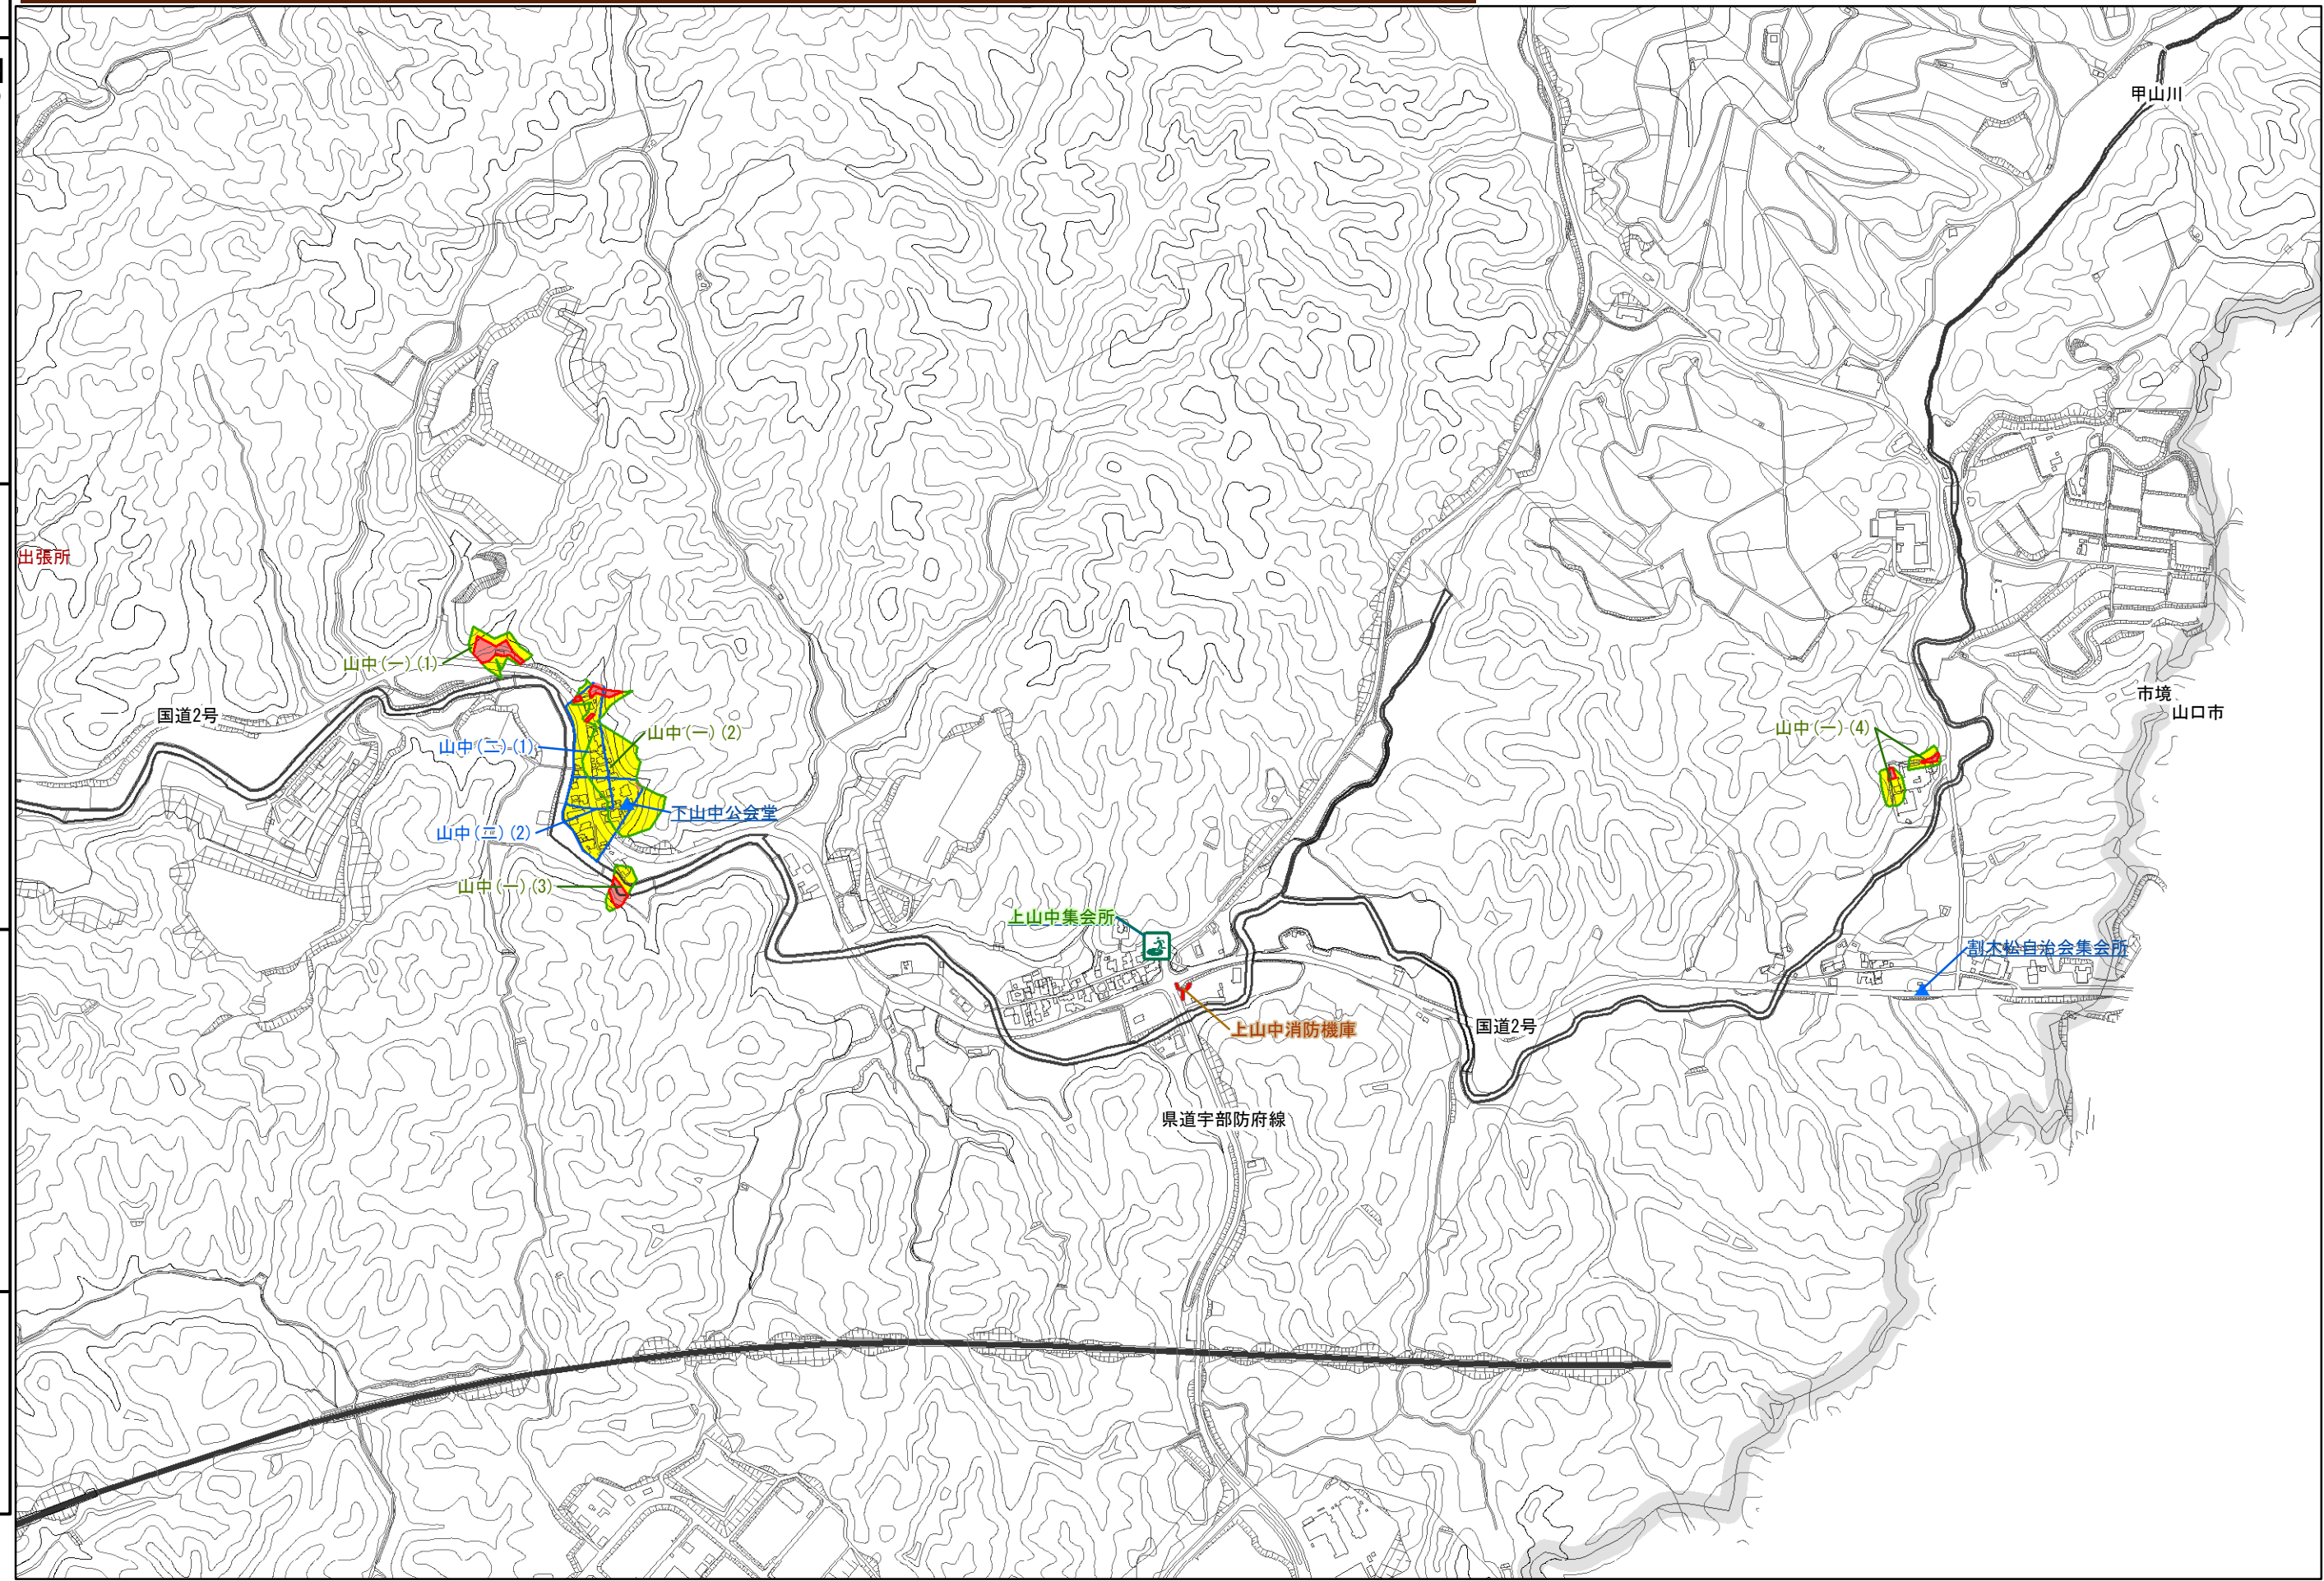 甲山川
出張所
山中(一)(1)
市境
山口市
国道2号
山中(一)(2)
山中(一)(4)
山中(二)(1)
下山中公会堂
山中(二)(2)
山中(一)(3)
上山中集会所
割木松自治会集会所
国道2号
上山中消防機庫
県道宇部防府線